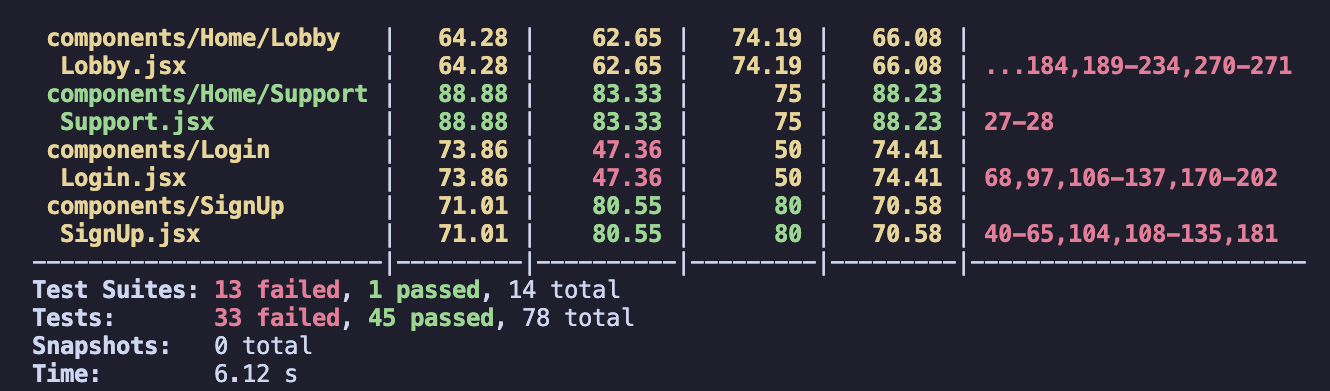 components/Home/Lobby | 64.28 | 62.65 | 74.19 | 66.08 |
Lobby.jsx | 64.28 | 62.65 | 74.19 | 66.08 | ...184,189-234,270-271
components/Home/Support | 88.88 | 83.33 | 75 | 88.23 |
Support.jsx | 88.88 | 83.33 | 75 | 88.23 | 27-28
components/Login | 73.86 | 47.36 | 50 | 74.41 |
Login.jsx | 73.86 | 47.36 | 50 | 74.41 | 68,97,106-137,170-202
components/SignUp | 71.01 | 80.55 | 80 | 70.58 |
SignUp.jsx | 71.01 | 80.55 | 80 | 70.58 | 40-65,104,108-135,181
-------------------------|---------|----------|---------|---------|------------------------
Test Suites: 13 failed, 1 passed, 14 total
Tests: 33 failed, 45 passed, 78 total
Snapshots: 0 total
Time: 6.12 s